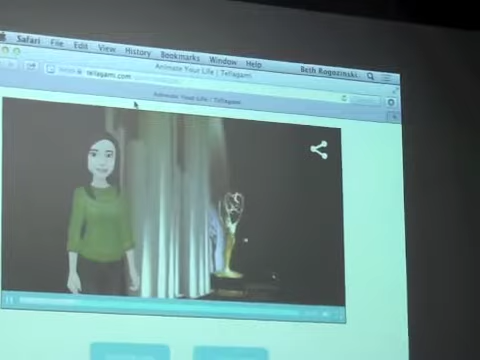 Safari File Edit View History Bookmarks Window Help Beth Rogozinski
Animate Your Life | Tellagami
tellagami.com
Animate Your Life | Tellagami